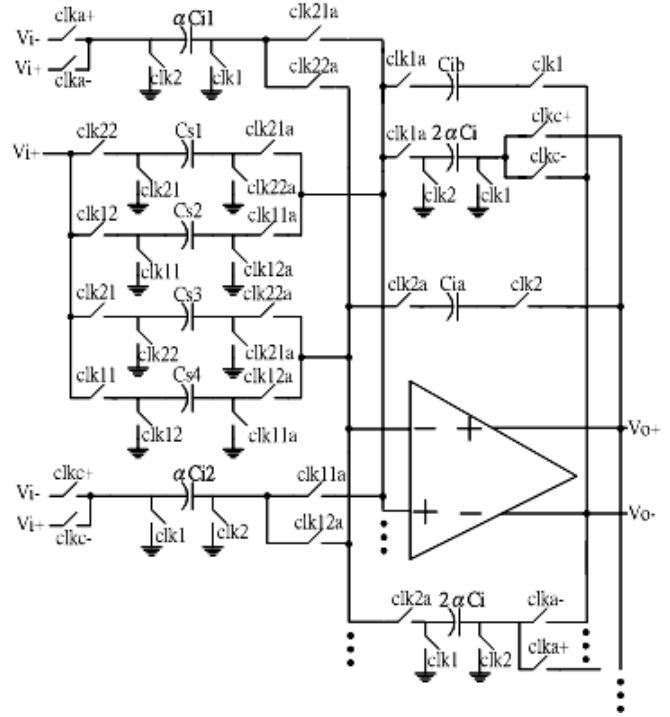 clka+
αCi1
clk21a
Vi-
Vi+
clka-
clk2
clk1
clk22a
clk1a
Cib
clk1
clk22
Cs1
clk21a
clk1a
2αCi
clkc+
clkc-
Vi+
clk21
clk22a
clk2
clk1
clk12
Cs2
clk11a
clk11
clk12a
clk21
Cs3
clk22a
clk2a
Cia
clk2
clk22
clk21a
clk11
Cs4
clk12a
clk12
clk11a
Vo+
clkc+
αCi2
clk11a
Vi-
Vi+
clkc-
clk1
clk2
clk12a
Vo-
clk2a
2αCi
clka-
clk1
clk2
clka+